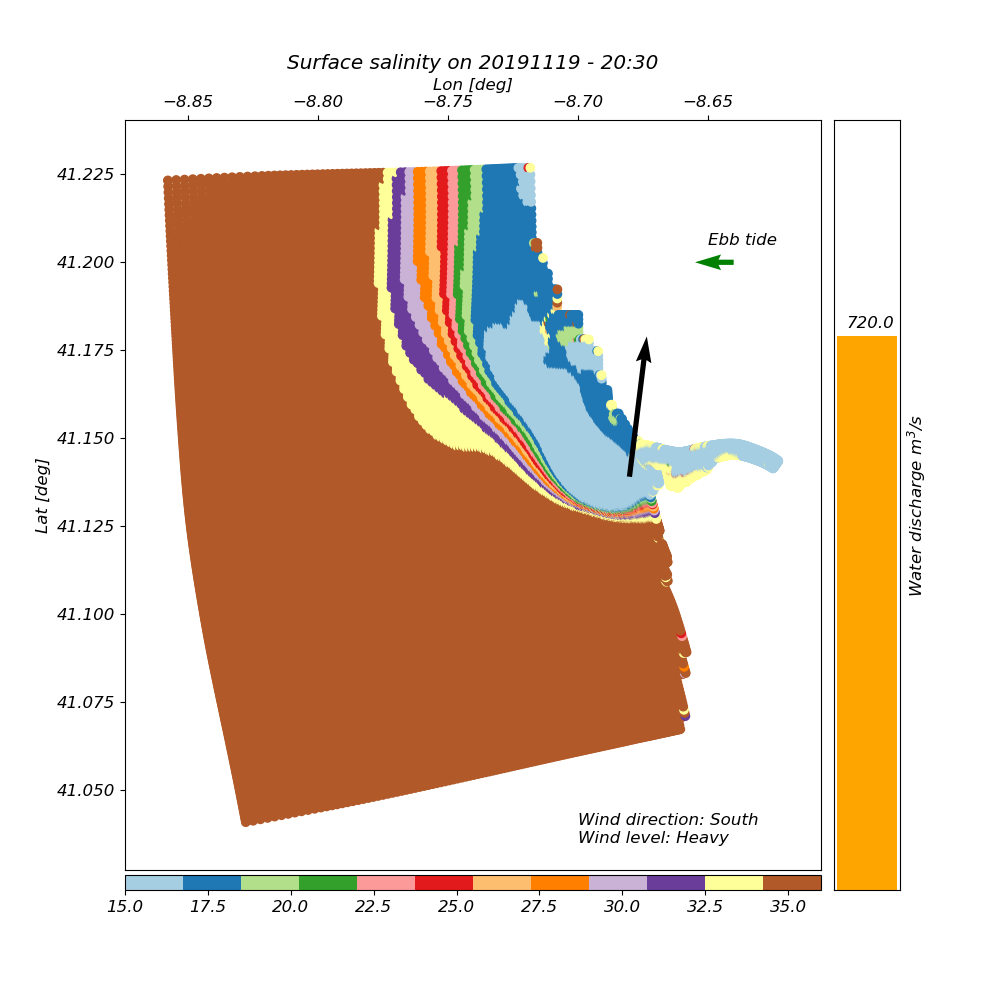 Surface salinity on 20191119 - 20:30
Lon [deg]
−8.85 −8.80 −8.75 −8.70 −8.65
41.225
41.200
41.175
41.150
41.125
41.100
41.075
41.050
Lat [deg]
Ebb tide
720.0
Water discharge m³/s
Wind direction: South
Wind level: Heavy
15.0 17.5 20.0 22.5 25.0 27.5 30.0 32.5 35.0